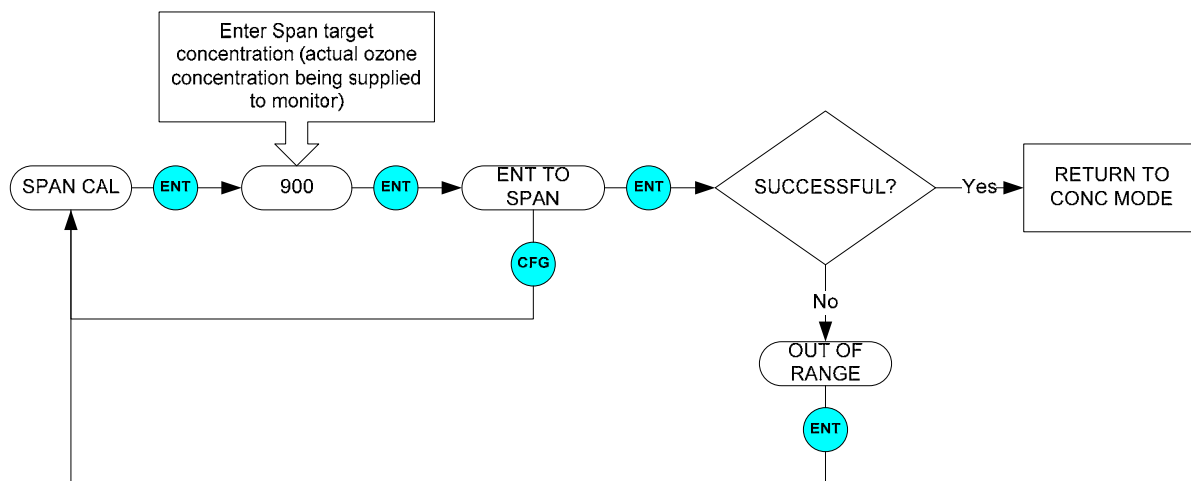 Enter Span target
concentration (actual ozone
concentration being supplied
to monitor)
SPAN CAL
ENT
900
ENT
ENT TO
SPAN
ENT
SUCCESSFUL?
Yes
RETURN TO
CONC MODE
CFG
No
OUT OF
RANGE
ENT